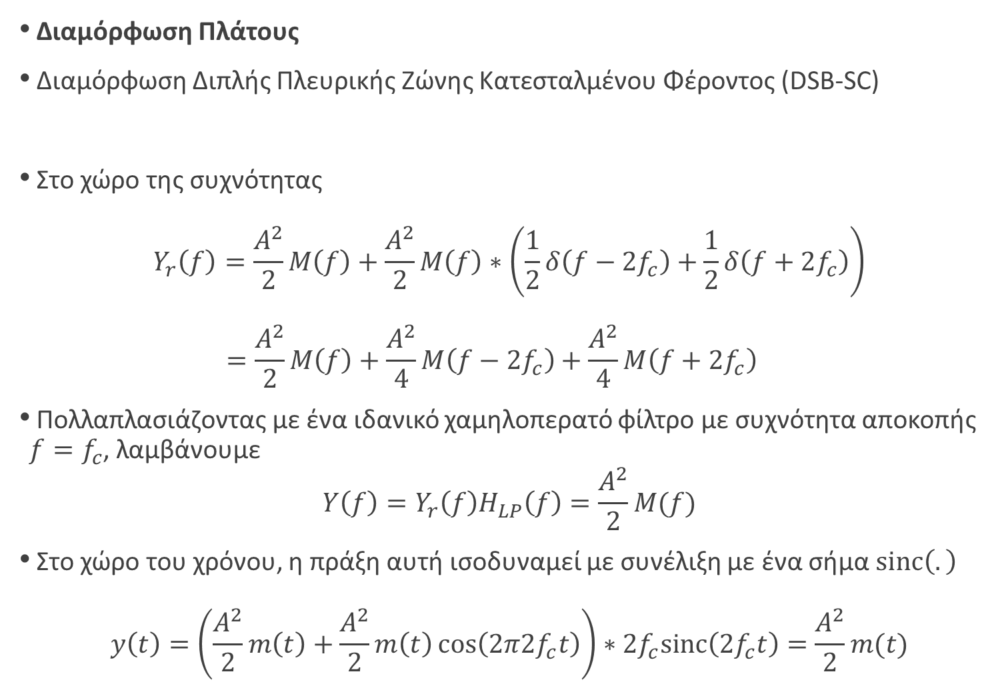 • Διαμόρφωση Πλάτους
• Διαμόρφωση Διπλής Πλευρικής Ζώνης Κατεσταλμένου Φέροντος (DSB-SC)
• Στο χώρο της συχνότητας
$Y_r(f) = \frac{A^2}{2} M(f) + \frac{A^2}{2} M(f) * \left( \frac{1}{2} \delta(f - 2f_c) + \frac{1}{2} \delta(f + 2f_c) \right)$
$= \frac{A^2}{2} M(f) + \frac{A^2}{4} M(f - 2f_c) + \frac{A^2}{4} M(f + 2f_c)$
• Πολλαπλασιάζοντας με ένα ιδανικό χαμηλοπερατό φίλτρο με συχνότητα αποκοπής
$f = f_c$, λαμβάνουμε
$Y(f) = Y_r(f) H_{LP}(f) = \frac{A^2}{2} M(f)$
• Στο χώρο του χρόνου, η πράξη αυτή ισοδυναμεί με συνέλιξη με ένα σήμα sinc(.)
$y(t) = \left( \frac{A^2}{2} m(t) + \frac{A^2}{2} m(t) \cos(2\pi 2f_c t) \right) * 2f_c \text{sinc}(2f_c t) = \frac{A^2}{2} m(t)$